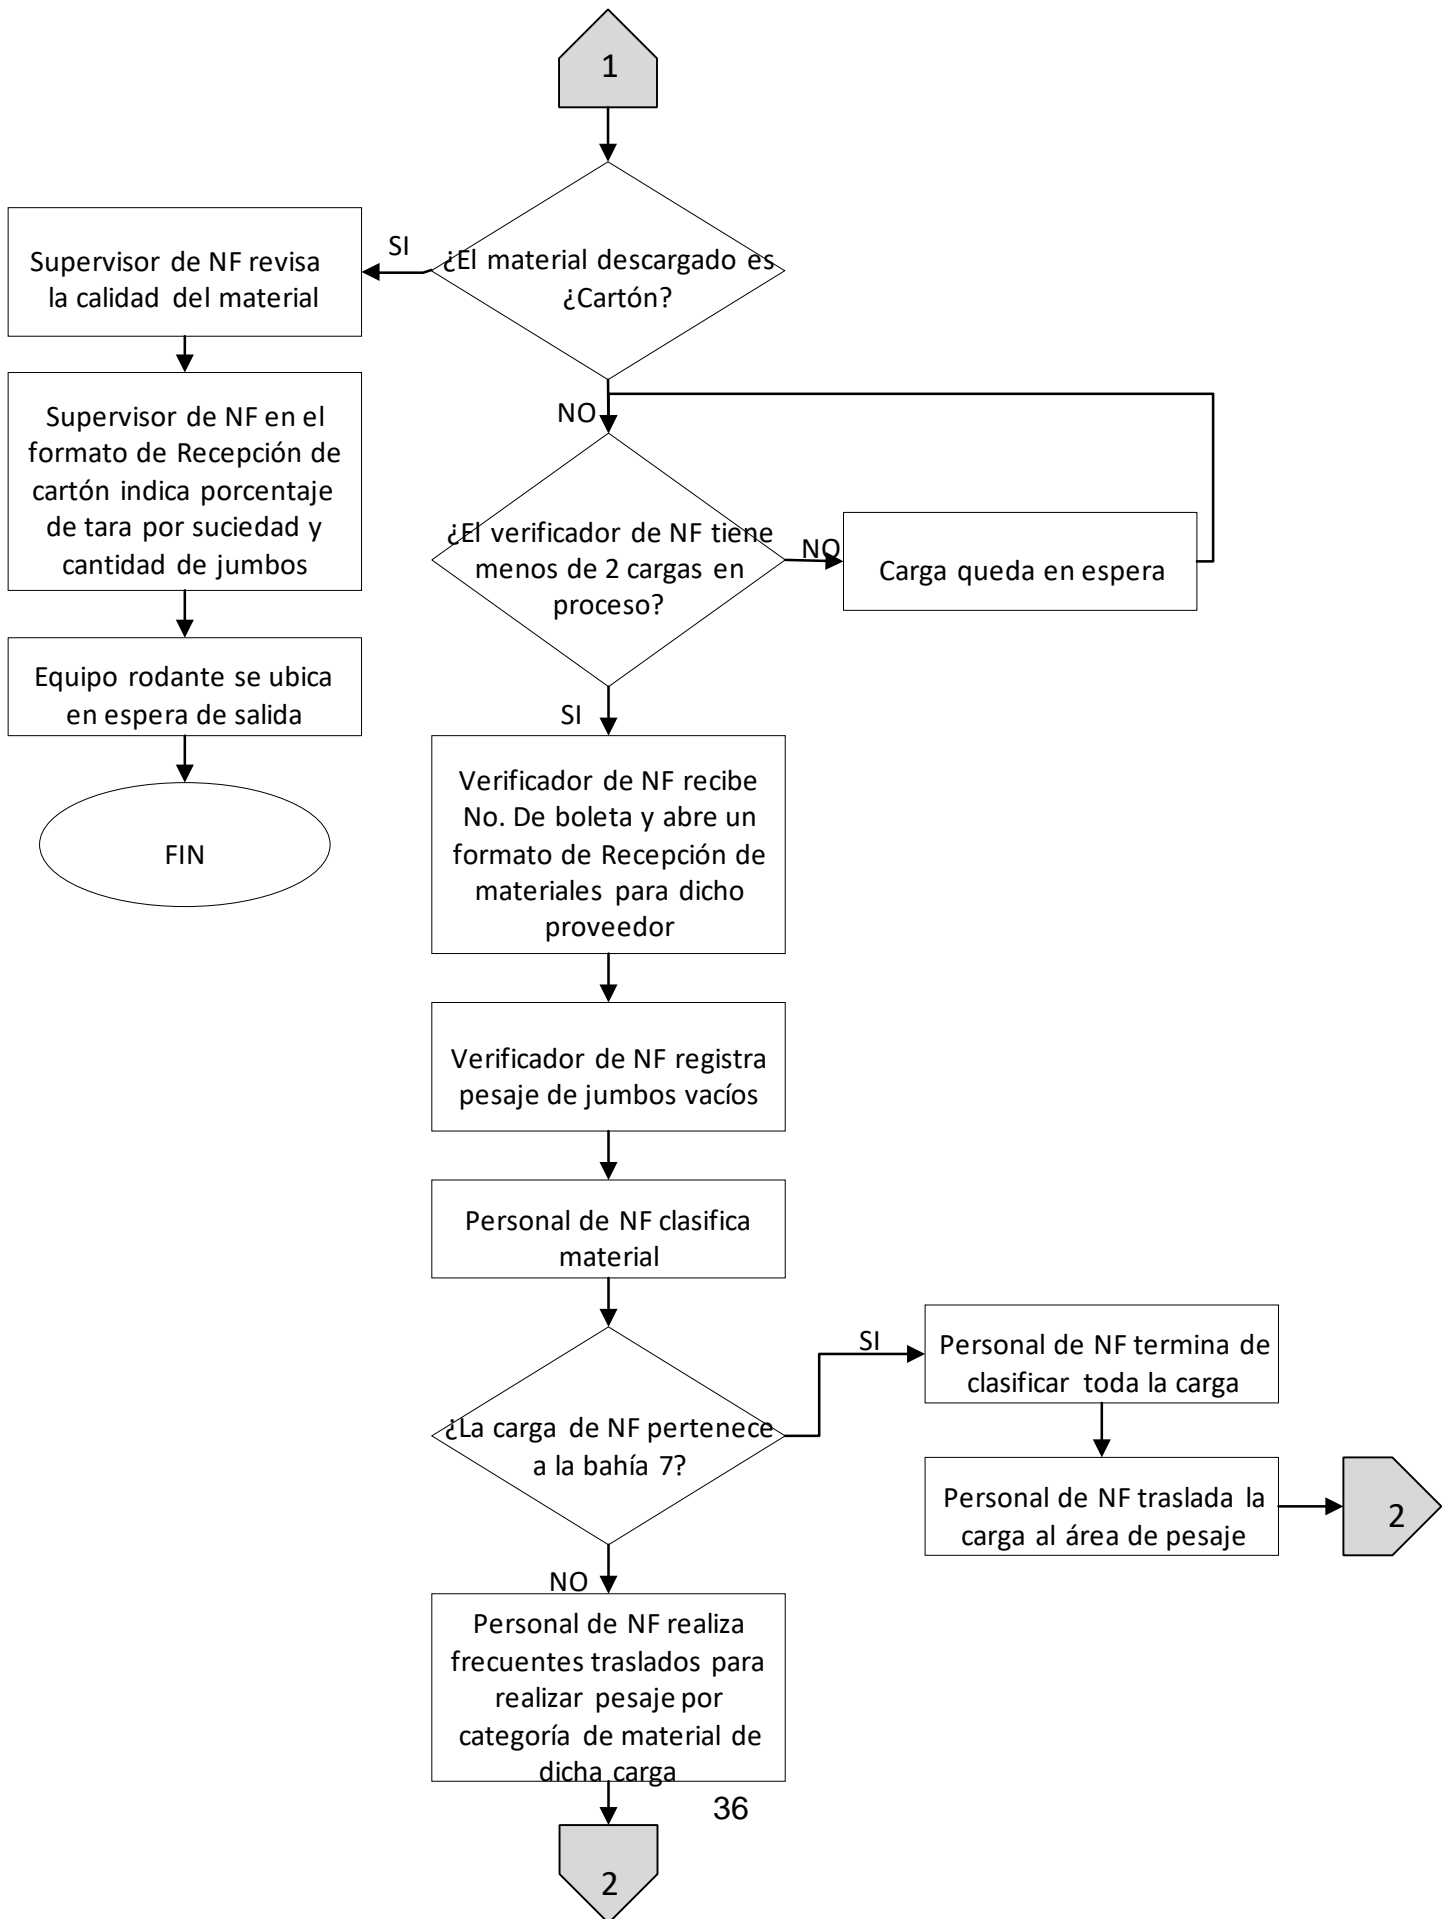 1
¿El material descargado es
¿Cartón?
SI
Supervisor de NF revisa
la calidad del material
Supervisor de NF en el
formato de Recepción de
cartón indica porcentaje
de tara por suciedad y
cantidad de jumbos
Equipo rodante se ubica
en espera de salida
FIN
NO
¿El verificador de NF tiene
menos de 2 cargas en
proceso?
NO
Carga queda en espera
SI
Verificador de NF recibe
No. De boleta y abre un
formato de Recepción de
materiales para dicho
proveedor
Verificador de NF registra
pesaje de jumbos vacíos
Personal de NF clasifica
material
¿La carga de NF pertenece
a la bahía 7?
SI
Personal de NF termina de
clasificar toda la carga
Personal de NF traslada la
carga al área de pesaje
2
NO
Personal de NF realiza
frecuentes traslados para
realizar pesaje por
categoría de material de
dicha carga
36
2